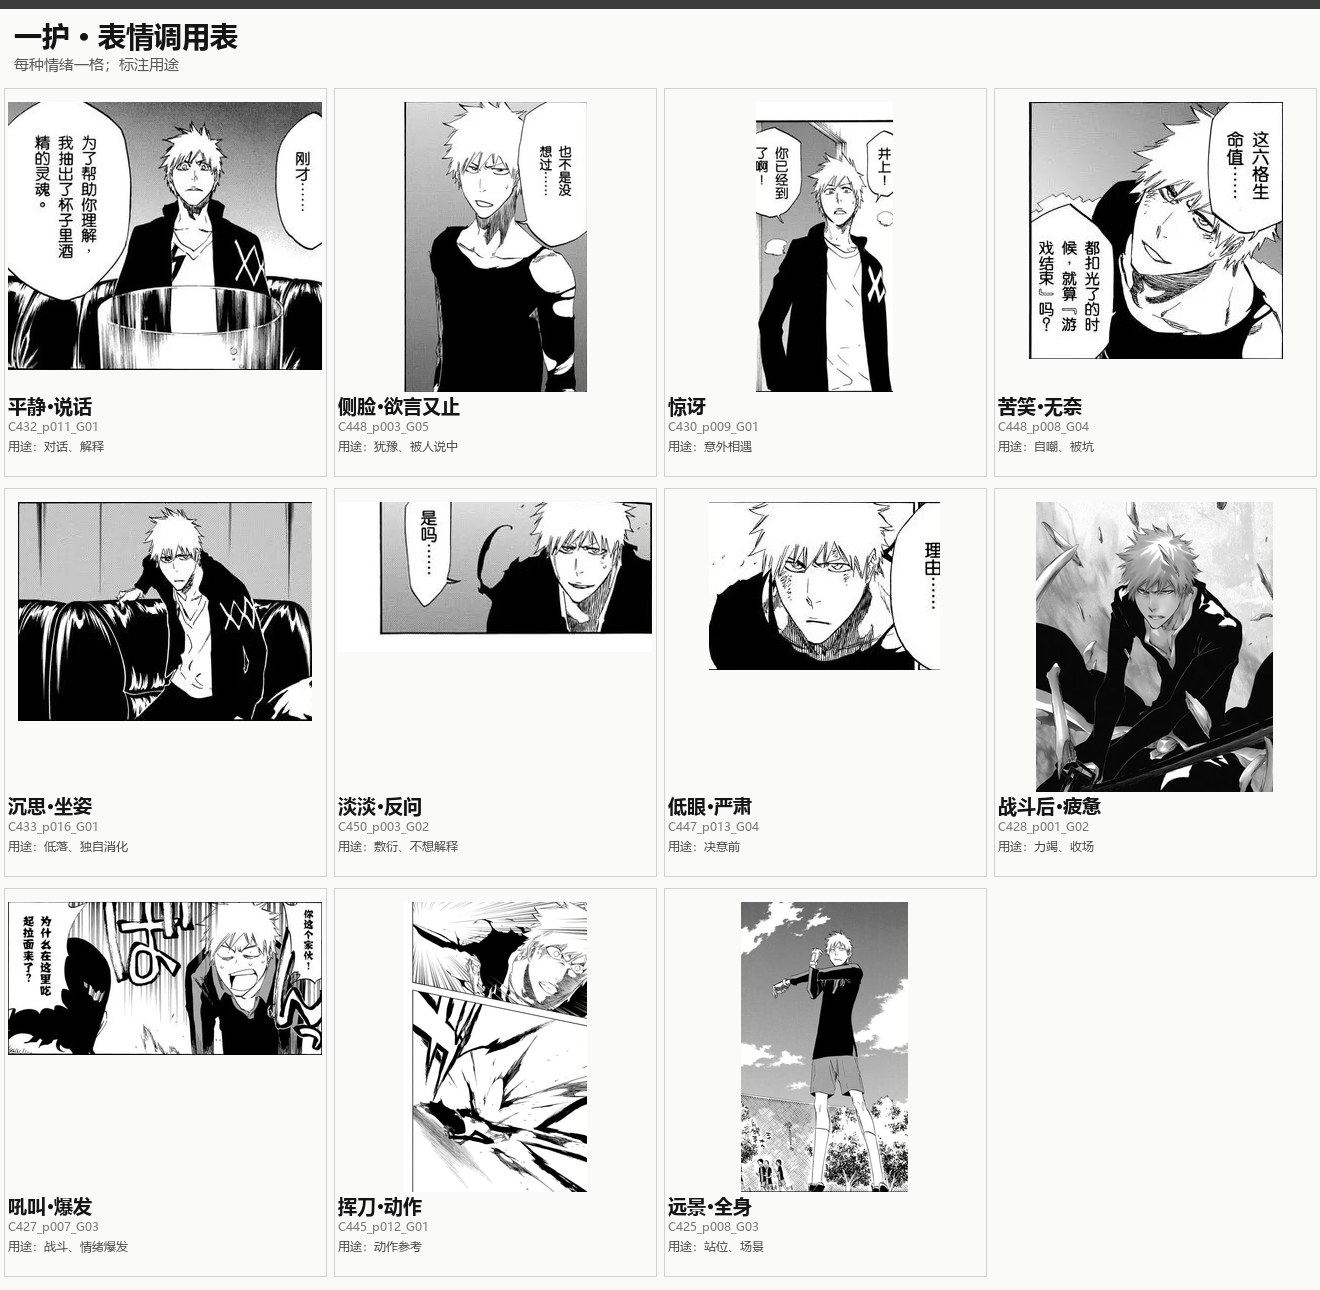 一护・表情调用表
每种情绪一格；标注用途
刚才……
为了帮助你理解，
我抽出了杯子里酒
精的灵魂。
平静・说话
C432_p011_G01
用途：对话、解释
也不是没
想过……
侧脸・欲言又止
C448_p003_G05
用途：犹豫、被人说中
井上！
你已经到
了啊！
惊讶
C430_p009_G01
用途：意外相遇
这六格生
命值……
都扣光了的时
候，就算『游
戏结束』吗？
苦笑・无奈
C448_p008_G04
用途：自嘲、被坑
沉思・坐姿
C433_p016_G01
用途：低落、独自消化
是吗……
淡淡・反问
C450_p003_G02
用途：敷衍、不想解释
理由……
低眼・严肃
C447_p013_G04
用途：决意前
战斗后・疲惫
C428_p001_G02
用途：力竭、收场
你这个家伙！
为什么在这里吃
起拉面来了？
吼叫・爆发
C427_p007_G03
用途：战斗、情绪爆发
挥刀・动作
C445_p012_G01
用途：动作参考
远景・全身
C425_p008_G03
用途：站位、场景